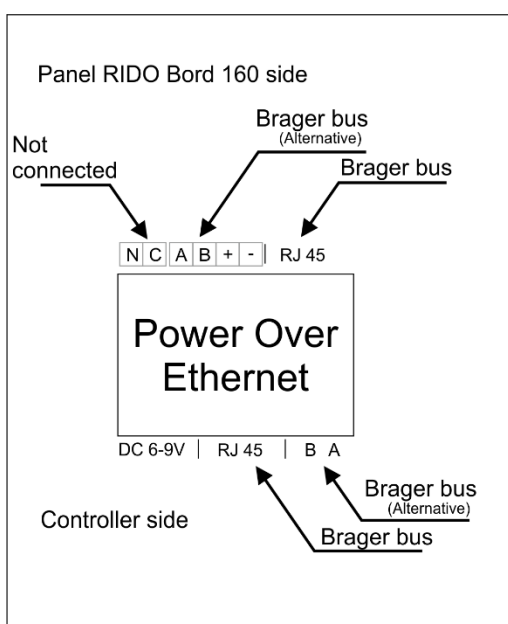 Panel RIDO Bord 160 side
Brager bus
(Alternative)
Not
connected
Brager bus
N C A B + - | RJ 45
Power Over
Ethernet
DC 6-9V | RJ 45 | B A
Brager bus
(Alternative)
Controller side
Brager bus